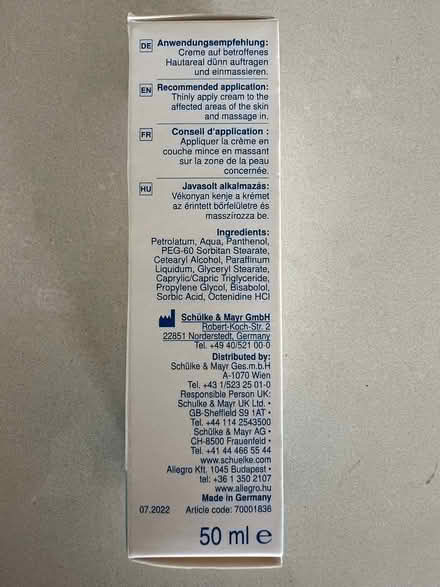 DE Anwendungsempfehlung:
Creme auf betroffenes
Hautareal dünn auftragen
und einmassieren.
EN Recommended application:
Thinly apply cream to the
affected areas of the skin
and massage in.
FR Conseil d'application :
Appliquer la crème en
couche mince en massant
sur la zone de la peau
concernée.
HU Javasolt alkalmazás:
Vékonyan kenje a krémet
az érintett bőrfelületre és
masszírozza be.
Ingredients:
Petrolatum, Aqua, Panthenol,
PEG-60 Sorbitan Stearate,
Cetearyl Alcohol, Paraffinum
Liquidum, Glyceryl Stearate,
Caprylic/Capric Triglyceride,
Propylene Glycol, Bisabolol,
Sorbic Acid, Octenidine HCl
Schülke & Mayr GmbH
Robert-Koch-Str. 2
22851 Norderstedt, Germany
Tel. +49 40/521 00-0
Distributed by:
Schülke & Mayr Ges.m.b.H
A-1070 Wien
Tel. +43 1/523 25 01-0
Responsible Person UK:
Schulke & Mayr UK Ltd. •
GB-Sheffield S9 1AT •
Tel. +44 114 2543500
Schülke & Mayr AG •
CH-8500 Frauenfeld •
Tel. +41 44 466 55 44
www.schuelke.com
Allegro Kft. 1045 Budapest •
tel: +36 1 350 2107
www.allegro.hu
Made in Germany
07.2022 Article code: 70001836
50 ml ℮